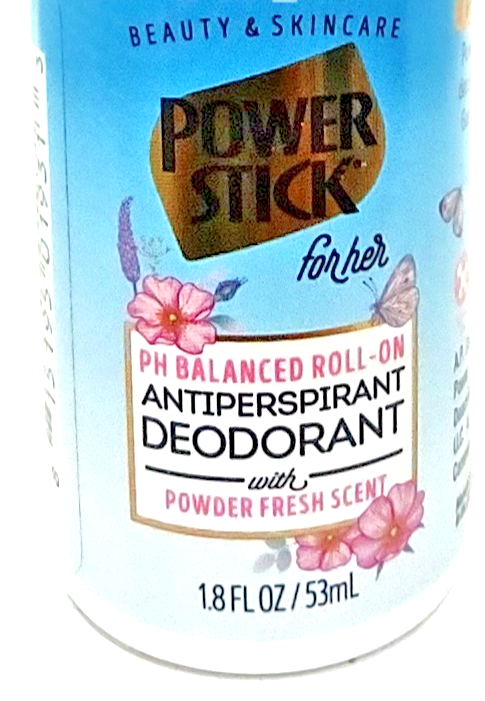 BEAUTY & SKINCARE
POWER
STICK
for her
PH BALANCED ROLL-ON
ANTIPERSPIRANT
DEODORANT
with
POWDER FRESH SCENT
1.8 FL OZ / 53mL